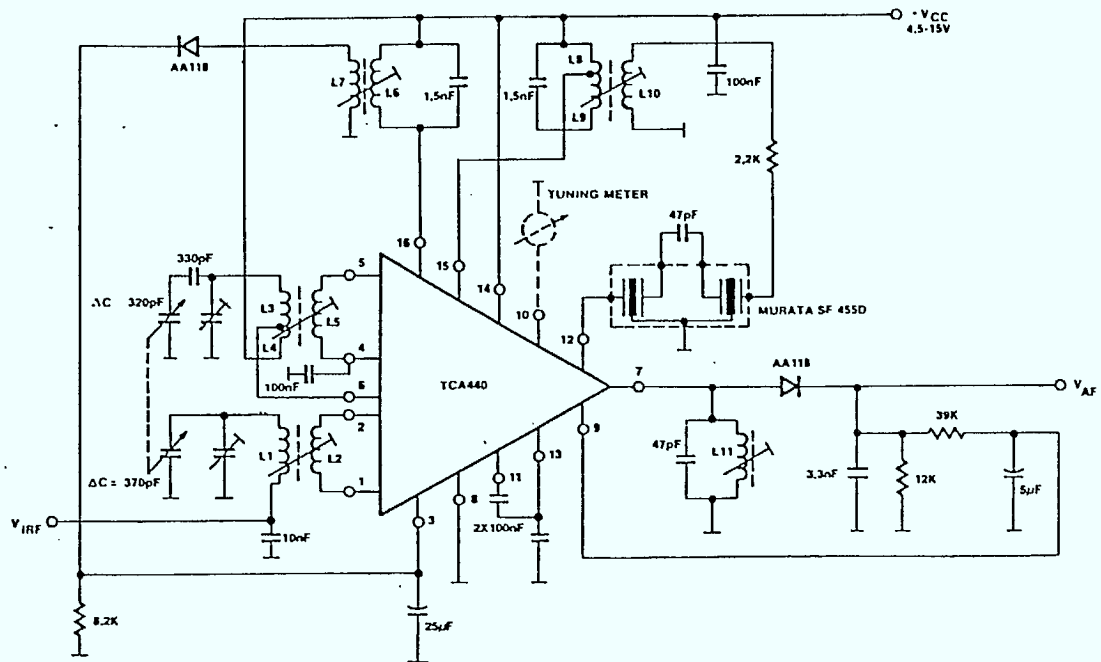 +VCC
4,5-15V
AA118
L7
L6
1,5nF
1,5nF
L8
L9
L10
100nF
2,2K
TUNING METER
47pF
16
15
14
10
12
MURATA SF 455D
330pF
5
ΔC
320pF
L3
L4
L5
4
100nF
6
TCA440
2
7
AA118
VAF
9
39K
47pF
L11
3,3nF
12K
5μF
L1
L2
ΔC = 370pF
1
11
13
3
8
2X100nF
VIRF
10nF
8,2K
25μF